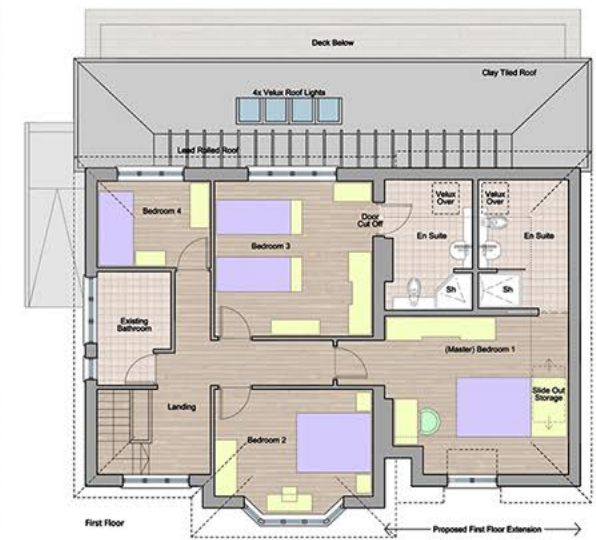 Deck Below
Clay Tiled Roof
4x Velux Roof Lights
Lead Rolled Roof
Bedroom 4
Bedroom 3
Door
Cut Off
Velux
Over
En Suite
Velux
Over
En Suite
Sh
Sh
Existing
Bathroom
(Master) Bedroom 1
Slide Out
Storage
Landing
Bedroom 2
First Floor
Proposed First Floor Extension